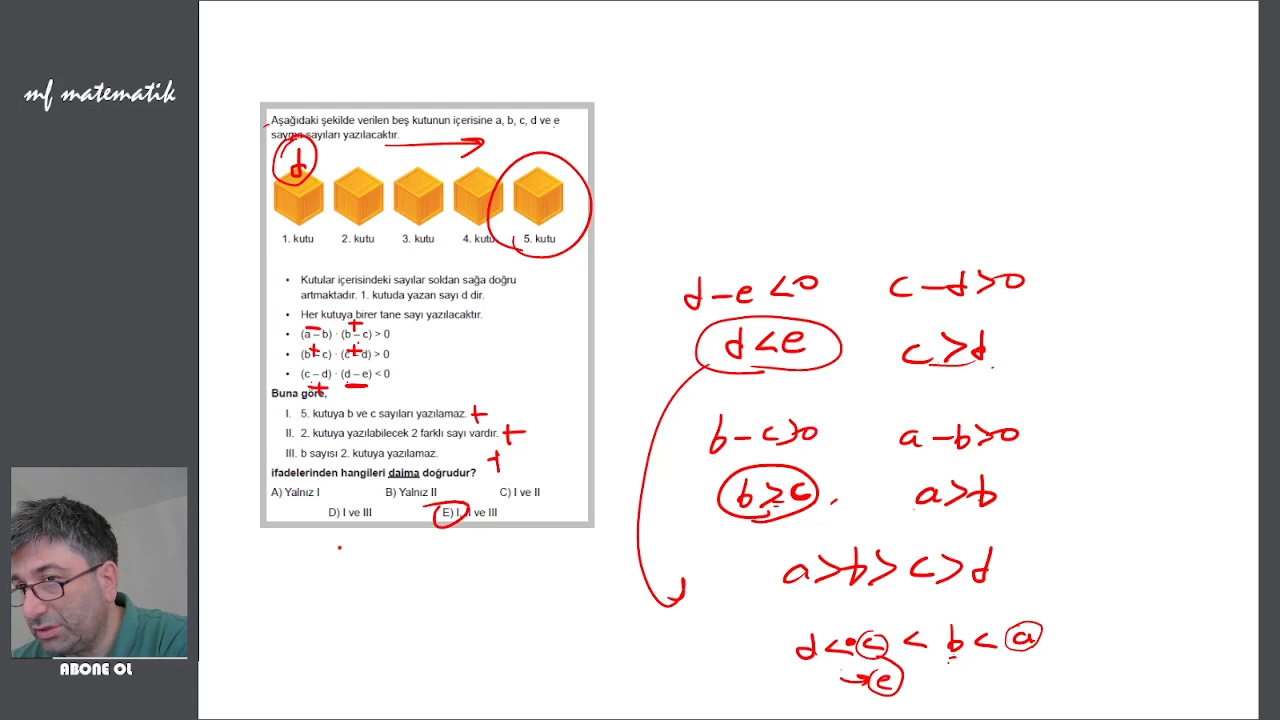 mf matematik
Aşağıdaki şekilde verilen beş kutunun içerisine a, b, c, d ve e
sayma sayıları yazılacaktır.
d
1. kutu 2. kutu 3. kutu 4. kutu 5. kutu
• Kutular içerisindeki sayılar soldan sağa doğru
artmaktadır. 1. kutuda yazan sayı d dir.
• Her kutuya birer tane sayı yazılacaktır.
− +
• (a – b) · (b – c) > 0
+ +
• (b – c) · (c – d) > 0
• (c – d) · (d – e) < 0
+ −
Buna göre,
I. 5. kutuya b ve c sayıları yazılamaz. +
II. 2. kutuya yazılabilecek 2 farklı sayı vardır. +
III. b sayısı 2. kutuya yazılamaz. +
ifadelerinden hangileri daima doğrudur?
A) Yalnız I B) Yalnız II C) I ve II
D) I ve III E) I, II ve III
d – e < 0 c – d > 0
d < e c > d
b – c > 0 a – b > 0
b > c a > b
a > b > c > d
d < c < b < a
e
ABONE OL